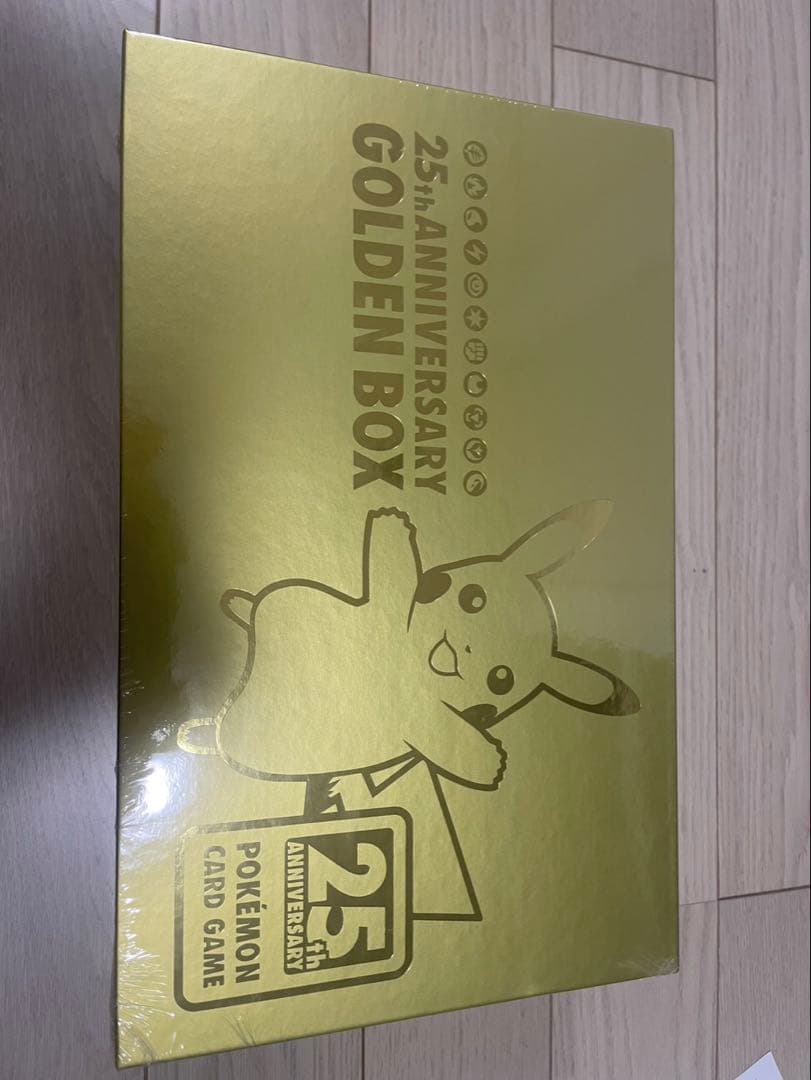 25th ANNIVERSARY
GOLDEN BOX
25th
ANNIVERSARY
POKÉMON
CARD GAME